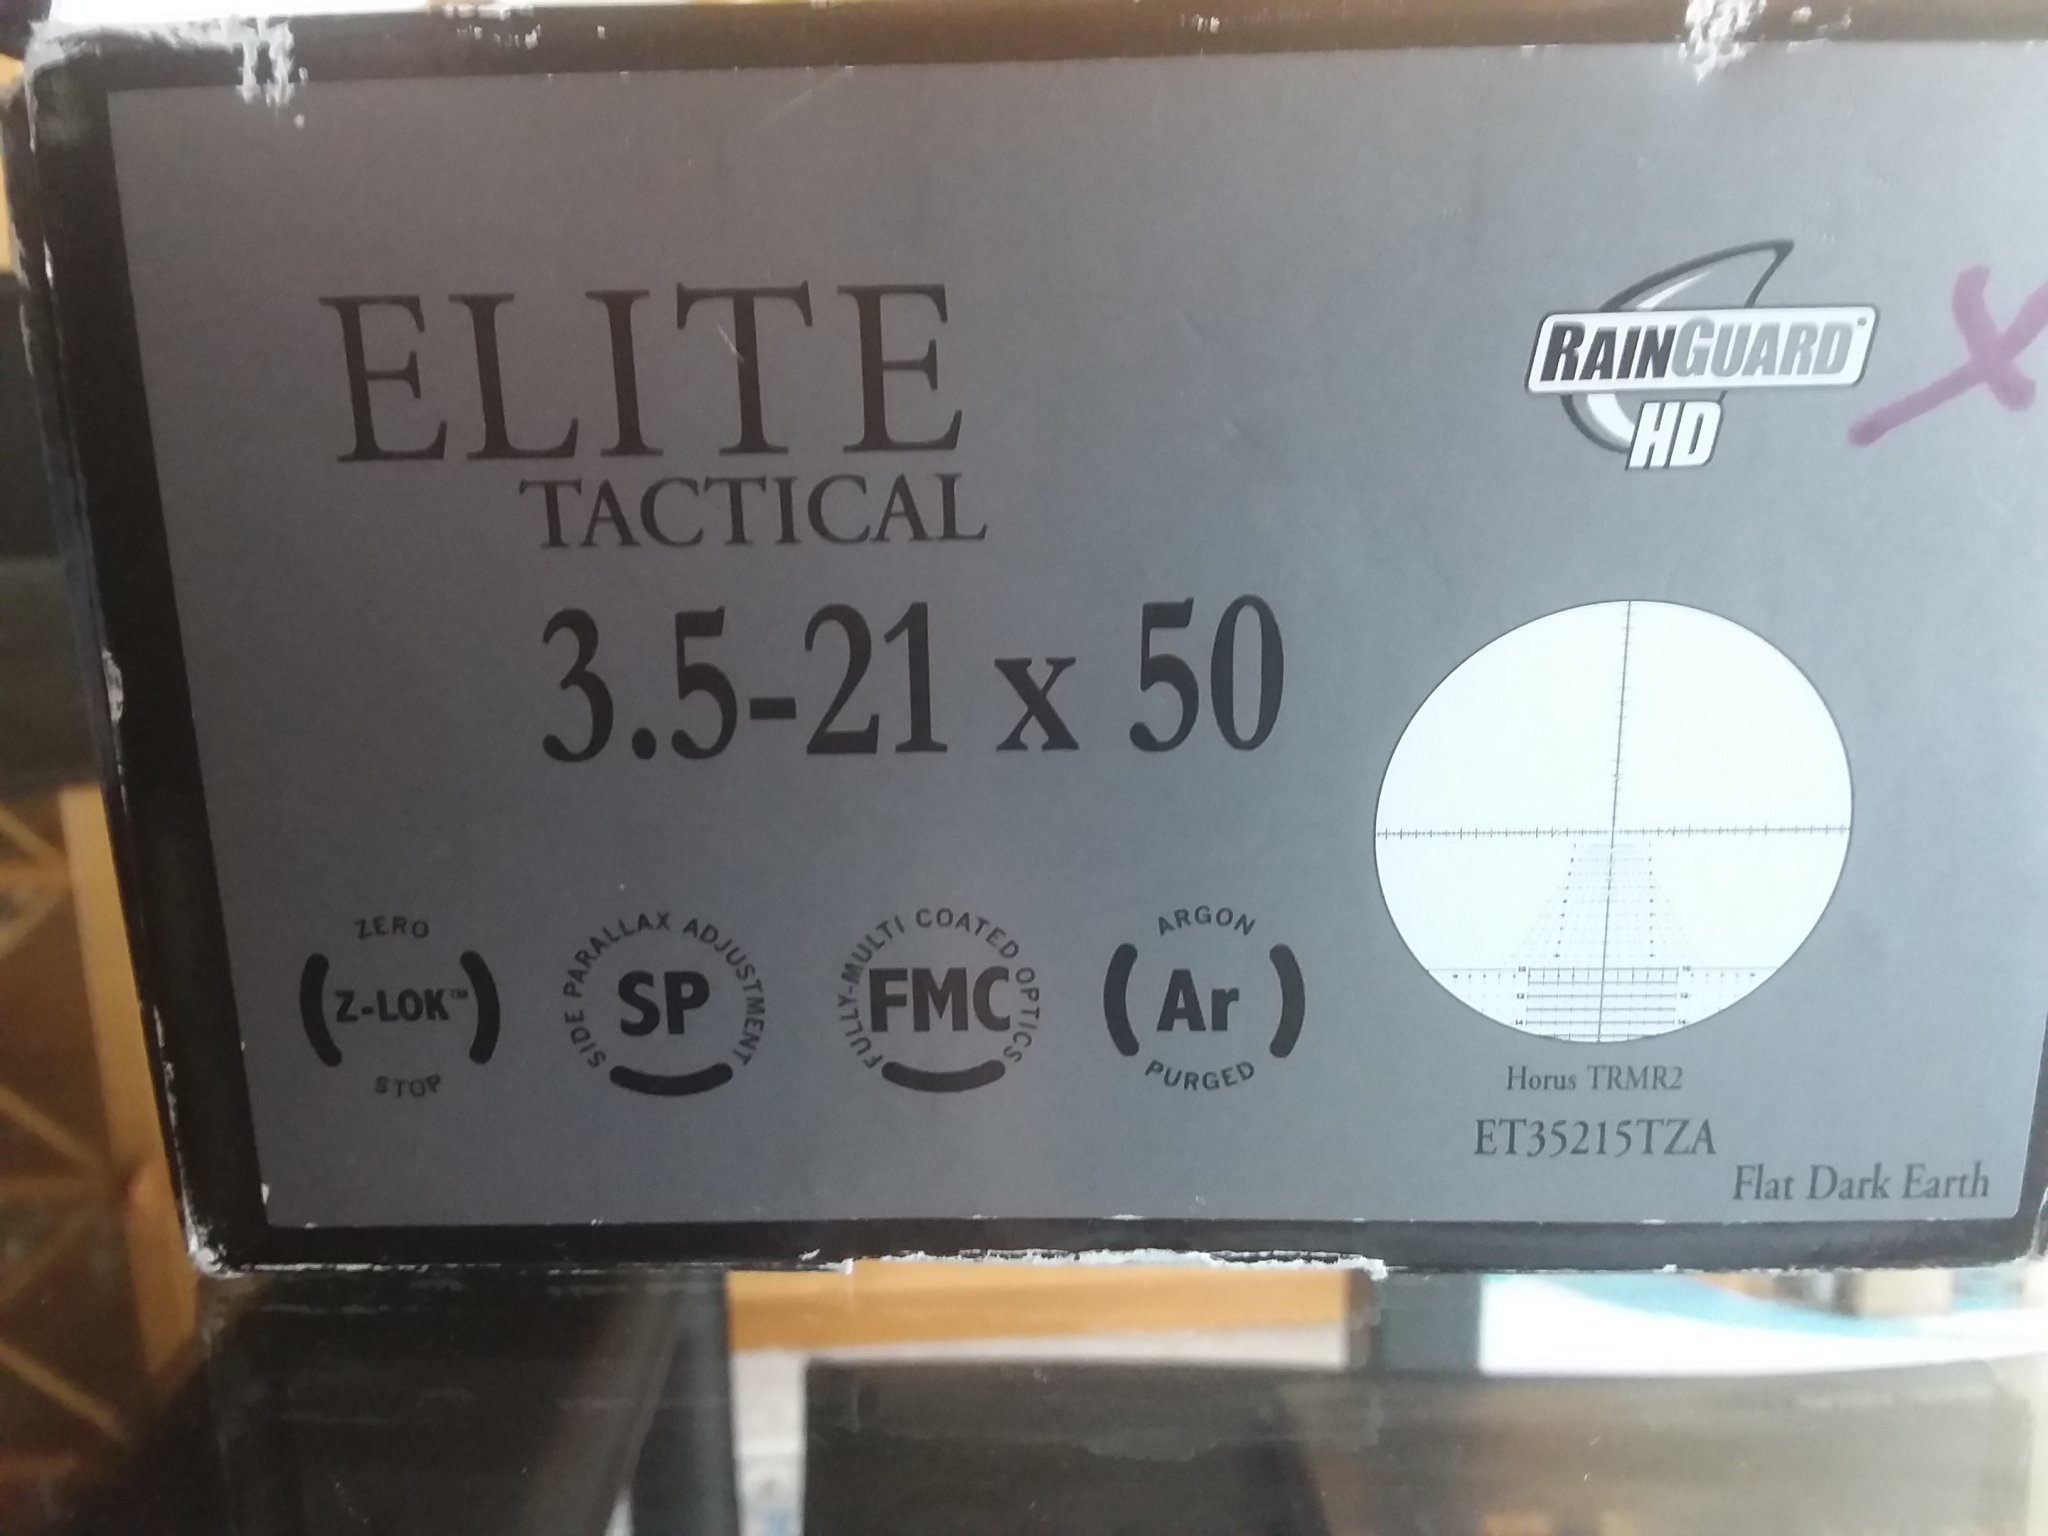 ELITE
TACTICAL
RAINGUARD®
HD
3.5-21 x 50
ZERO
Z-LOK™
STOP
SIDE PARALLAX ADJUSTMENT
SP
FULLY-MULTI COATED OPTICS
FMC
ARGON
Ar
PURGED
Horus TRMR2
ET35215TZA
Flat Dark Earth